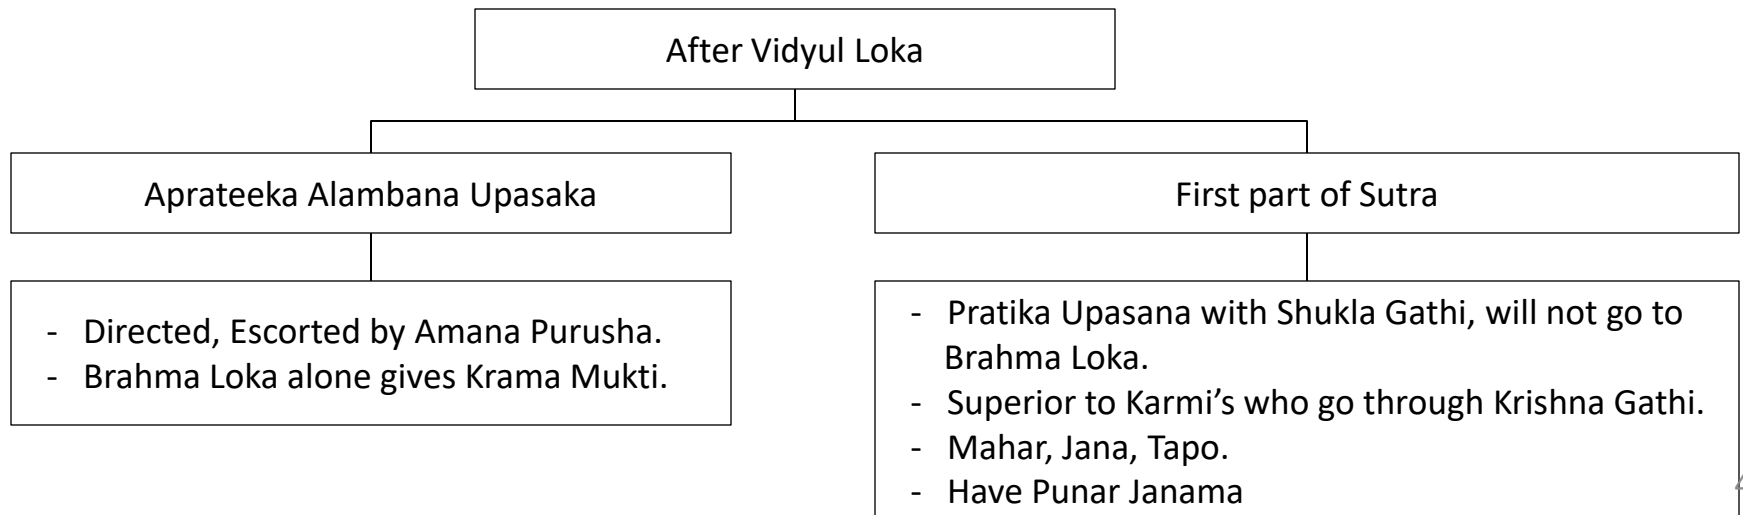 After Vidyul Loka
Aprateeka Alambana Upasaka
First part of Sutra
- Directed, Escorted by Amana Purusha.
- Brahma Loka alone gives Krama Mukti.
- Pratika Upasana with Shukla Gathi, will not go to
Brahma Loka.
- Superior to Karmi’s who go through Krishna Gathi.
- Mahar, Jana, Tapo.
- Have Punar Janama